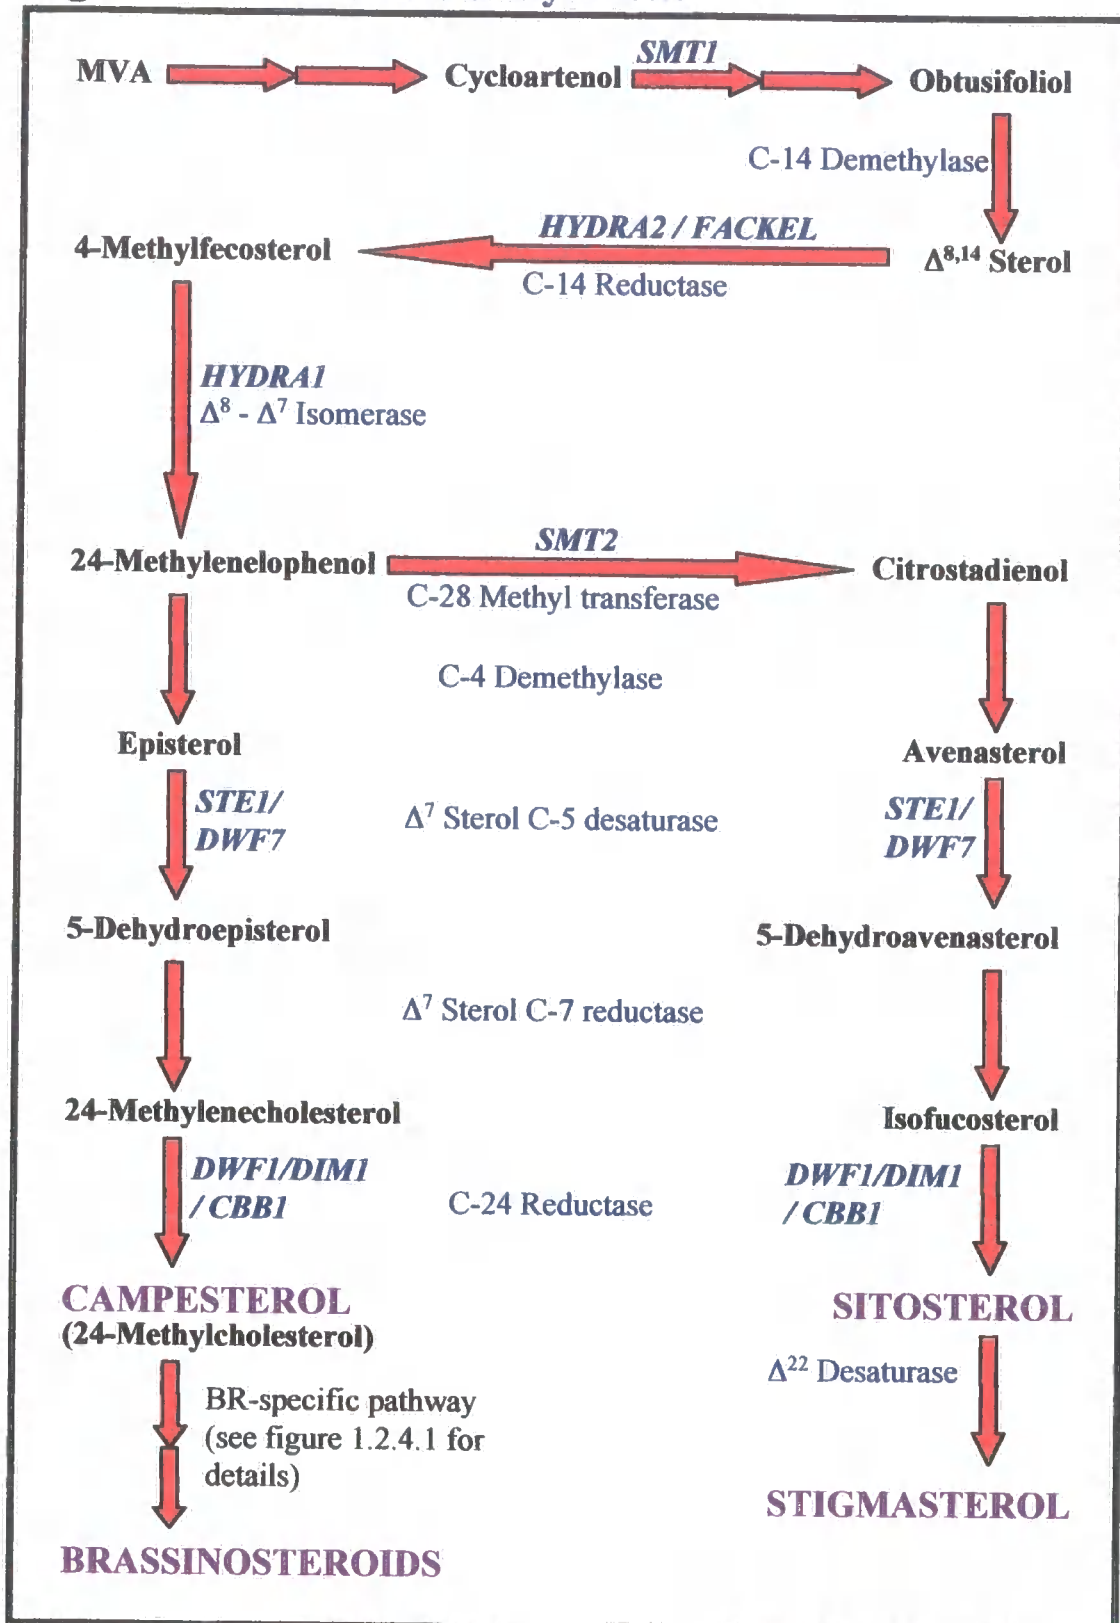 MVA
Cycloartenol
SMT1
Obtusifoliol
C-14 Demethylase
4-Methylfecosterol
HYDRA2 / FACKEL
C-14 Reductase
Δ8,14 Sterol
HYDRA1
Δ8 - Δ7 Isomerase
24-Methylenelophenol
SMT2
C-28 Methyl transferase
Citrostadienol
C-4 Demethylase
Episterol
Avenasterol
STE1/
DWF7
Δ7 Sterol C-5 desaturase
STE1/
DWF7
5-Dehydroepisterol
5-Dehydroavenasterol
Δ7 Sterol C-7 reductase
24-Methylenecholesterol
Isofucosterol
DWF1/DIM1
/ CBB1
C-24 Reductase
DWF1/DIM1
/ CBB1
CAMPESTEROL
(24-Methylcholesterol)
SITOSTEROL
Δ22 Desaturase
BR-specific pathway
(see figure 1.2.4.1 for
details)
STIGMASTEROL
BRASSINOSTEROIDS